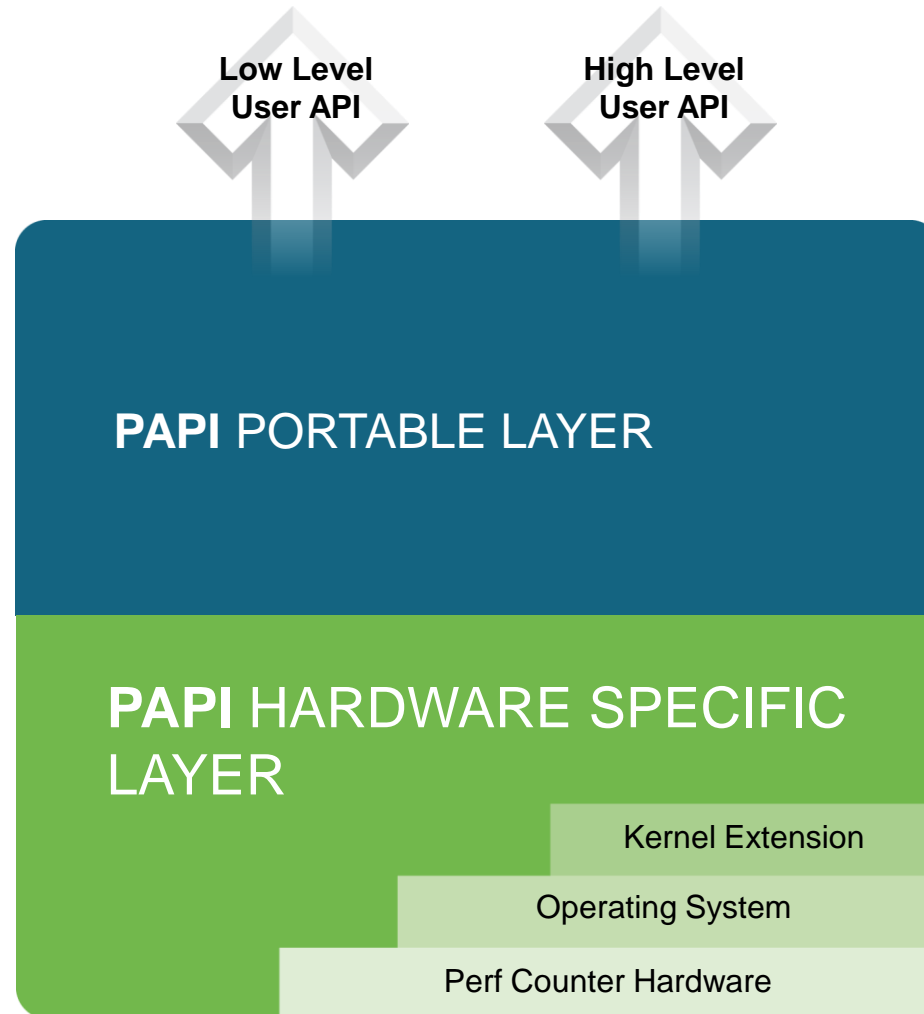 Low Level
User API
High Level
User API
PAPI PORTABLE LAYER
PAPI HARDWARE SPECIFIC
LAYER
Kernel Extension
Operating System
Perf Counter Hardware